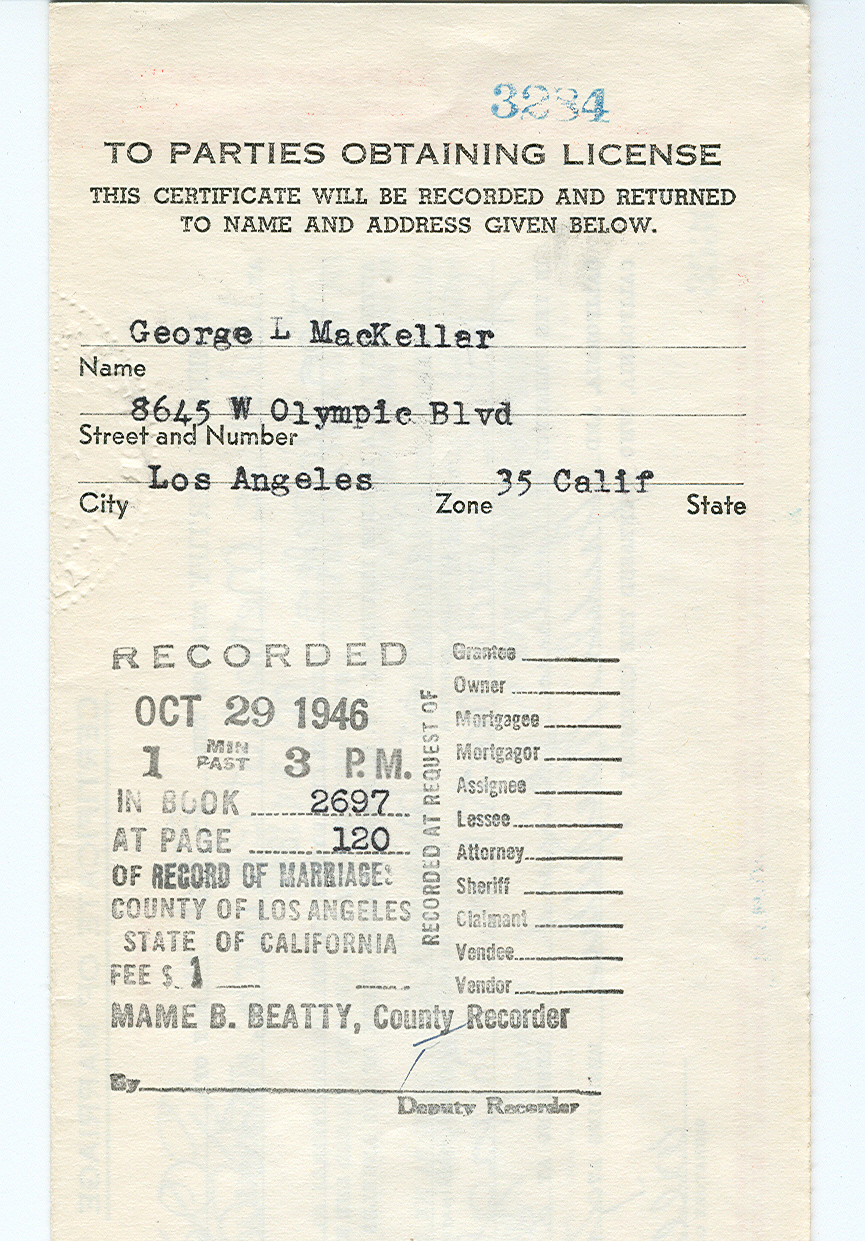 3284
TO PARTIES OBTAINING LICENSE
THIS CERTIFICATE WILL BE RECORDED AND RETURNED
TO NAME AND ADDRESS GIVEN BELOW.
George L MacKellar
Name
8645 W Olympic Blvd
Street and Number
Los Angeles 35 Calif
City Zone State
RECORDED
OCT 29 1946
1 MIN PAST 3 P.M.
IN BOOK 2697
AT PAGE 120
OF RECORD OF MARRIAGES
COUNTY OF LOS ANGELES
STATE OF CALIFORNIA
FEE $ 1
MAME B. BEATTY, County Recorder
By
Deputy Recorder
RECORDED AT REQUEST OF
Grantee
Owner
Mortgagee
Mortgagor
Assignee
Lessee
Attorney
Sheriff
Claimant
Vendee
Vendor